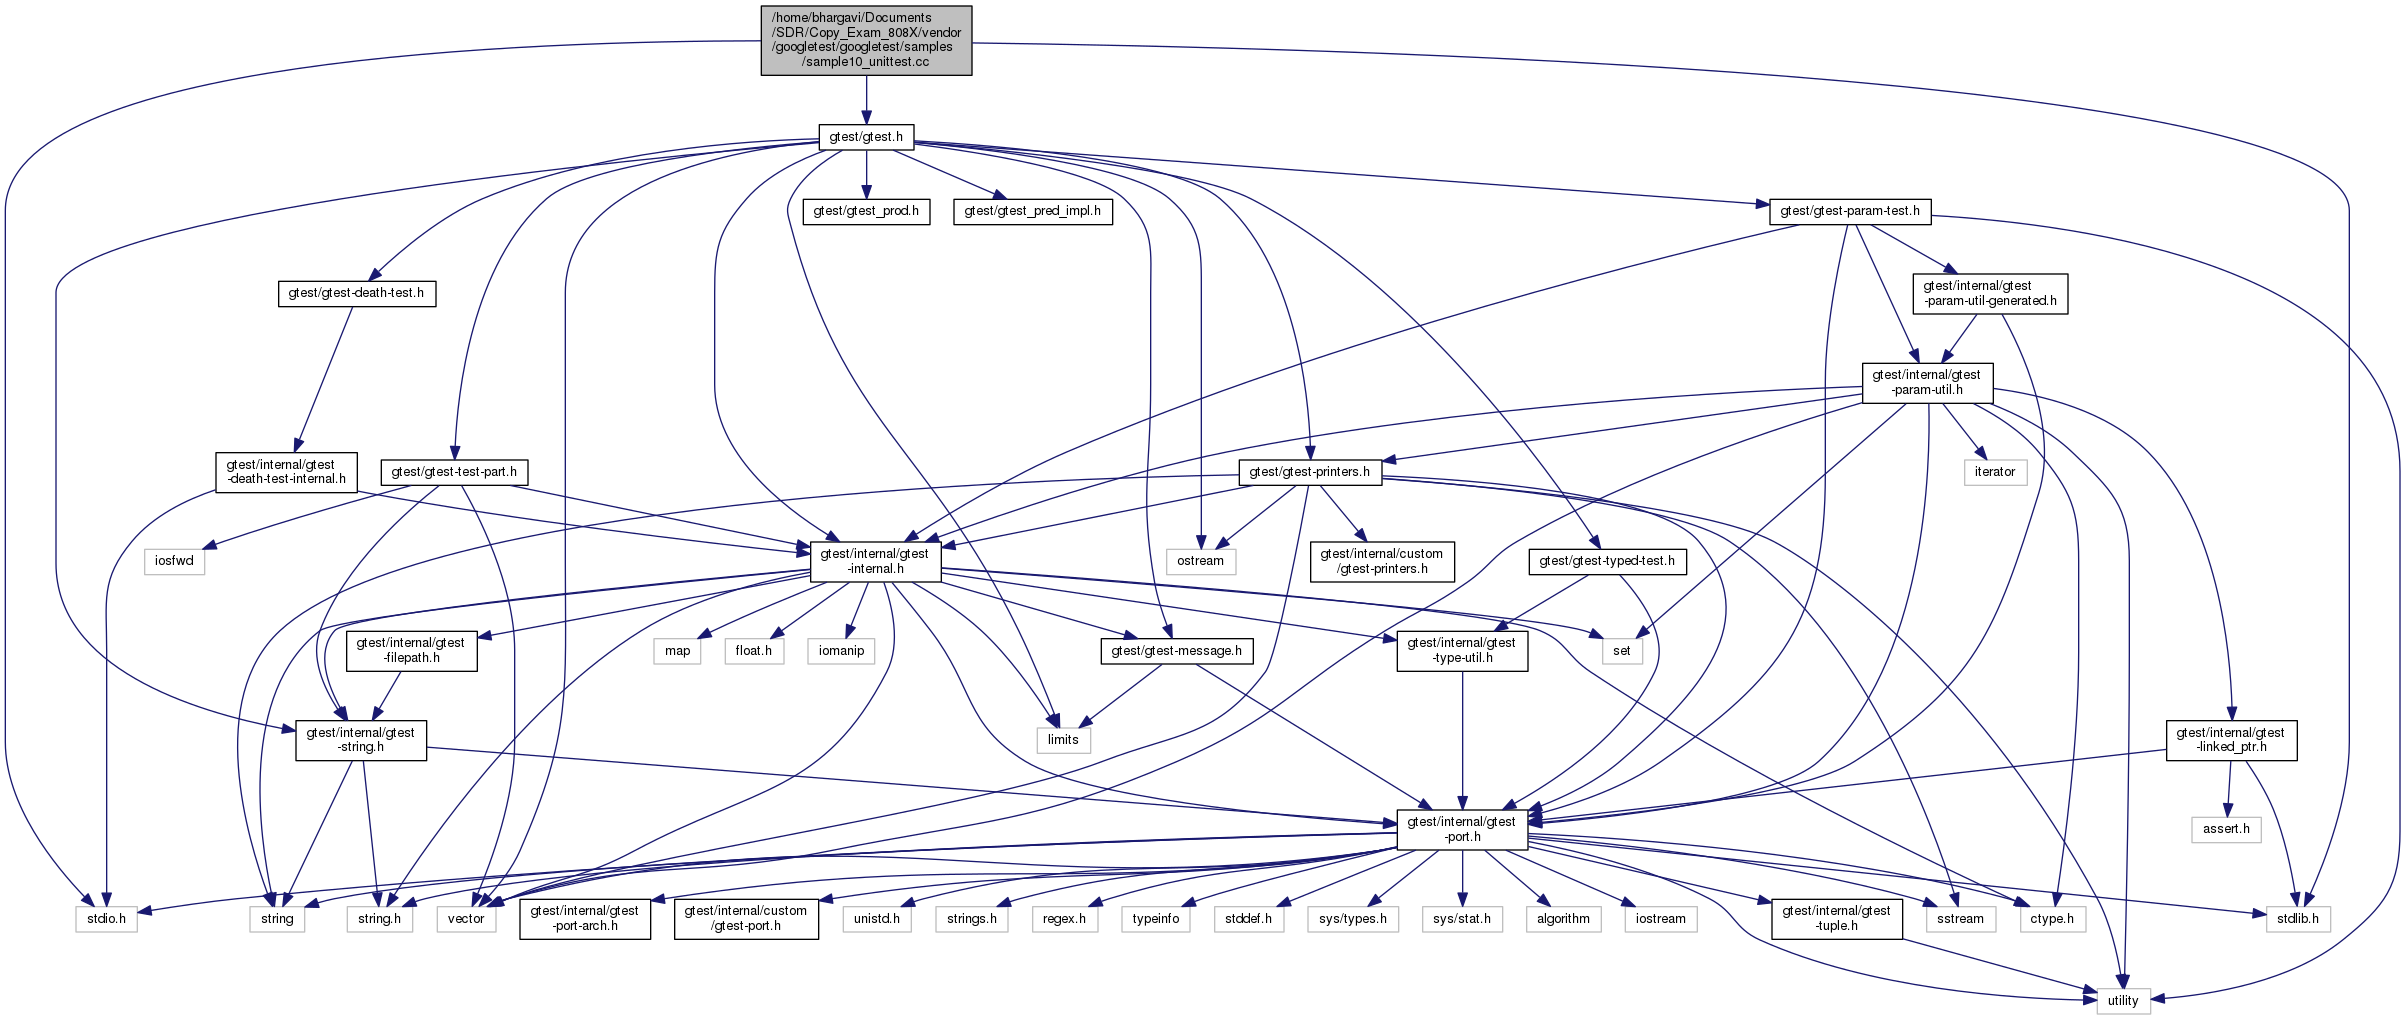 /home/bhargavi/Documents
/SDR/Copy_Exam_808X/vendor
/googletest/googletest/samples
/sample10_unittest.cc
gtest/gtest.h
gtest/gtest_prod.h
gtest/gtest_pred_impl.h
gtest/gtest-param-test.h
gtest/gtest-death-test.h
gtest/internal/gtest
-param-util-generated.h
gtest/internal/gtest
-param-util.h
gtest/internal/gtest
-death-test-internal.h
gtest/gtest-test-part.h
gtest/gtest-printers.h
iterator
iosfwd
gtest/internal/gtest
-internal.h
ostream
gtest/internal/custom
/gtest-printers.h
gtest/gtest-typed-test.h
gtest/internal/gtest
-filepath.h
map
float.h
iomanip
gtest/gtest-message.h
gtest/internal/gtest
-type-util.h
set
gtest/internal/gtest
-string.h
limits
gtest/internal/gtest
-linked_ptr.h
gtest/internal/gtest
-port.h
assert.h
stdio.h
string
string.h
vector
gtest/internal/gtest
-port-arch.h
gtest/internal/custom
/gtest-port.h
unistd.h
strings.h
regex.h
typeinfo
stddef.h
sys/types.h
sys/stat.h
algorithm
iostream
gtest/internal/gtest
-tuple.h
sstream
ctype.h
stdlib.h
utility